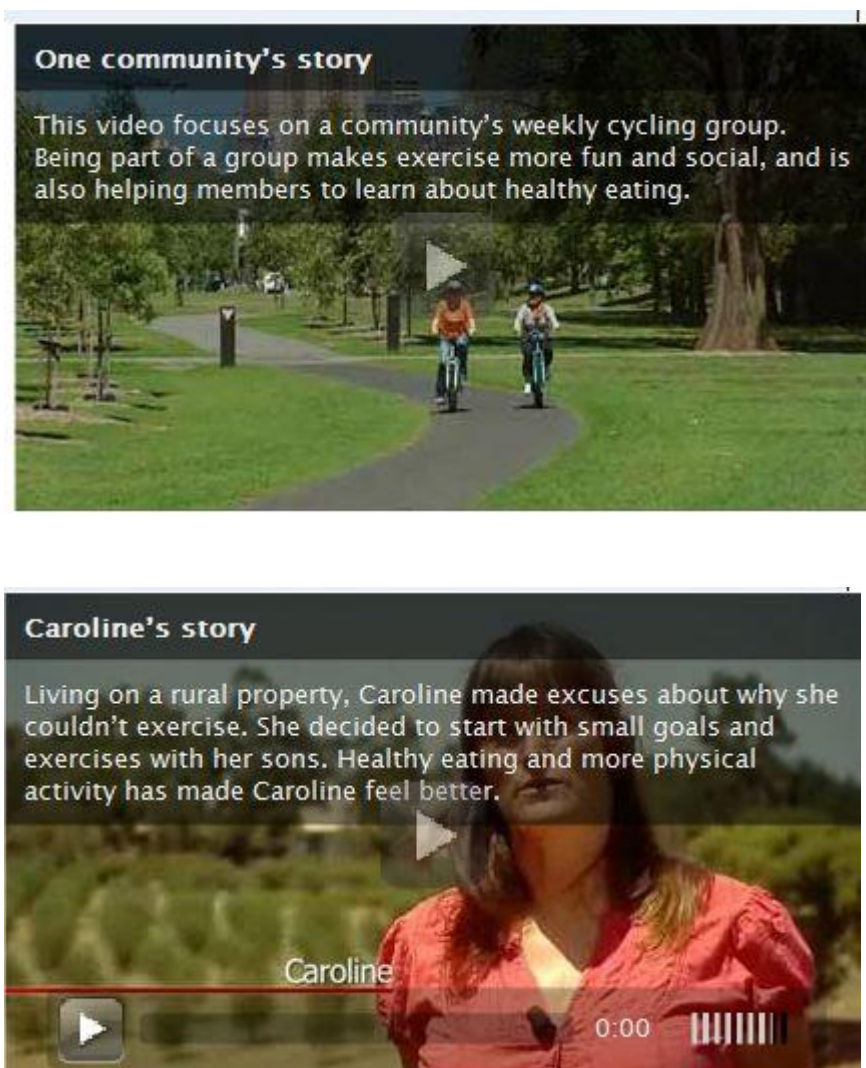 One community's story
This video focuses on a community's weekly cycling group.
Being part of a group makes exercise more fun and social, and is
also helping members to learn about healthy eating.
Caroline's story
Living on a rural property, Caroline made excuses about why she
couldn't exercise. She decided to start with small goals and
exercises with her sons. Healthy eating and more physical
activity has made Caroline feel better.
Caroline
0:00